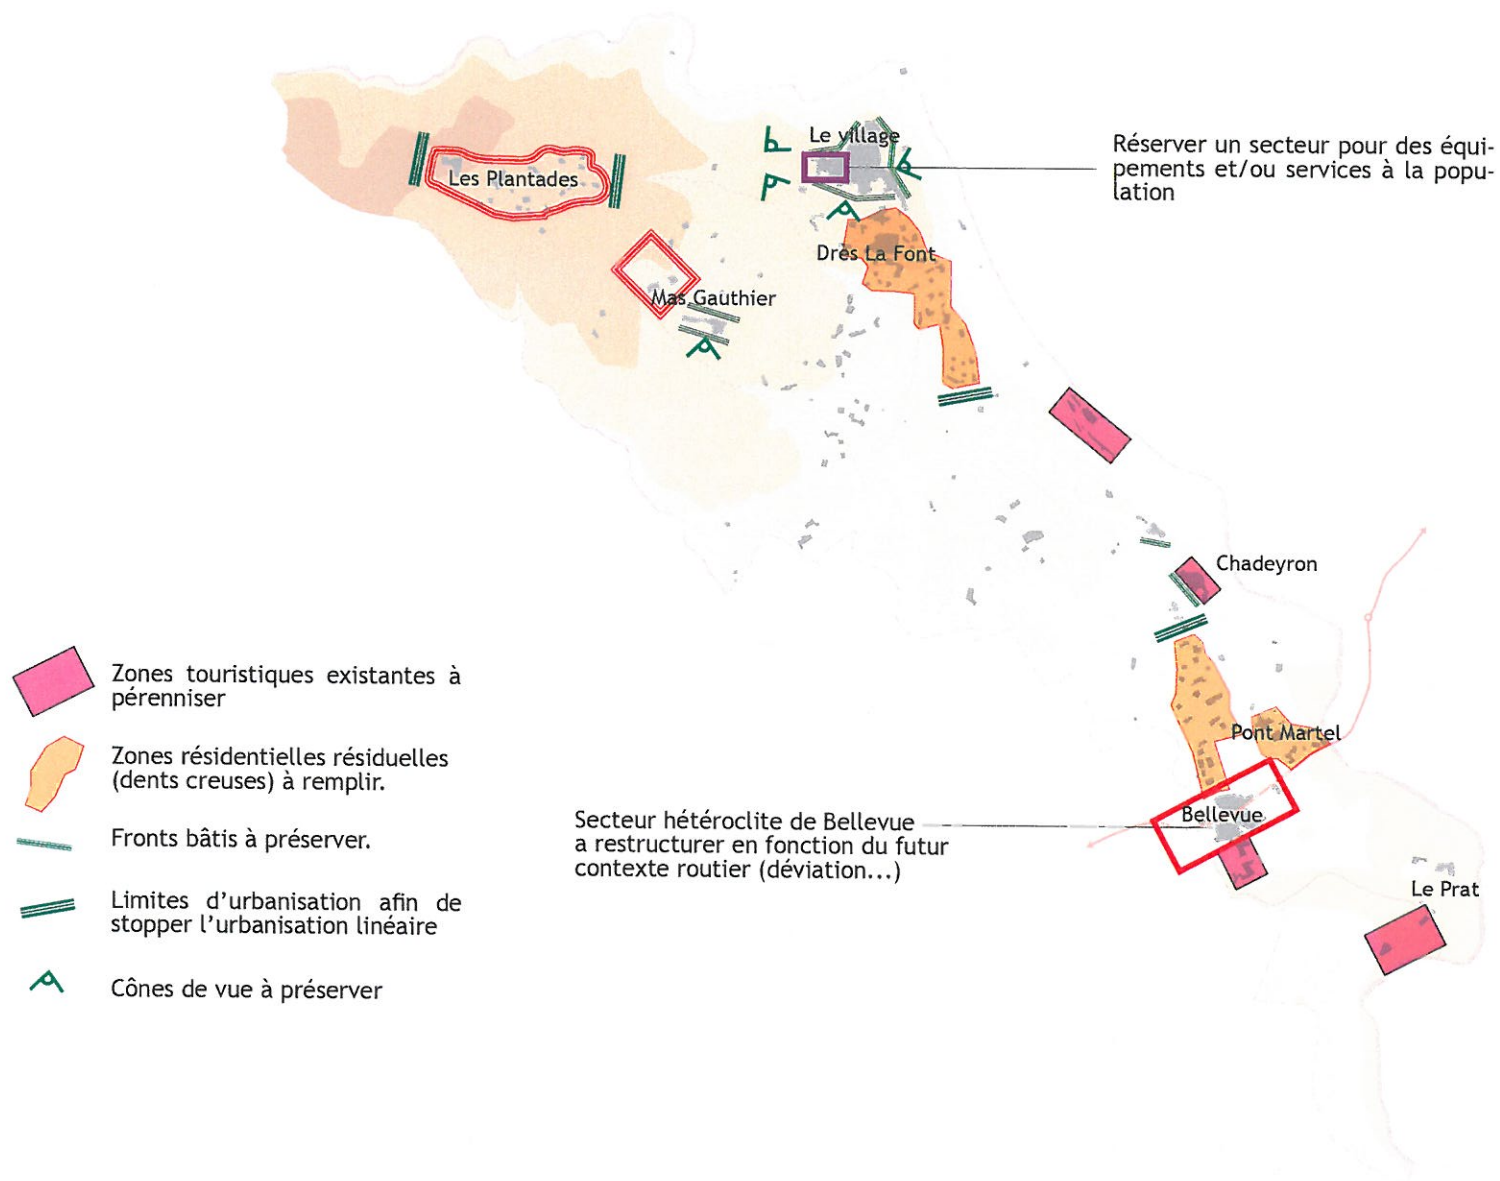 Le village
Réserver un secteur pour des équi-
pements et/ou services à la popu-
lation
Les Plantades
Drès La Font
Mas Gauthier
Chadeyron
Zones touristiques existantes à
pérenniser
Zones résidentielles résiduelles
(dents creuses) à remplir.
Pont Martel
Fronts bâtis à préserver.
Secteur hétéroclite de Bellevue
a restructurer en fonction du futur
contexte routier (déviation...)
Bellevue
Le Prat
Limites d'urbanisation afin de
stopper l'urbanisation linéaire
Cônes de vue à préserver